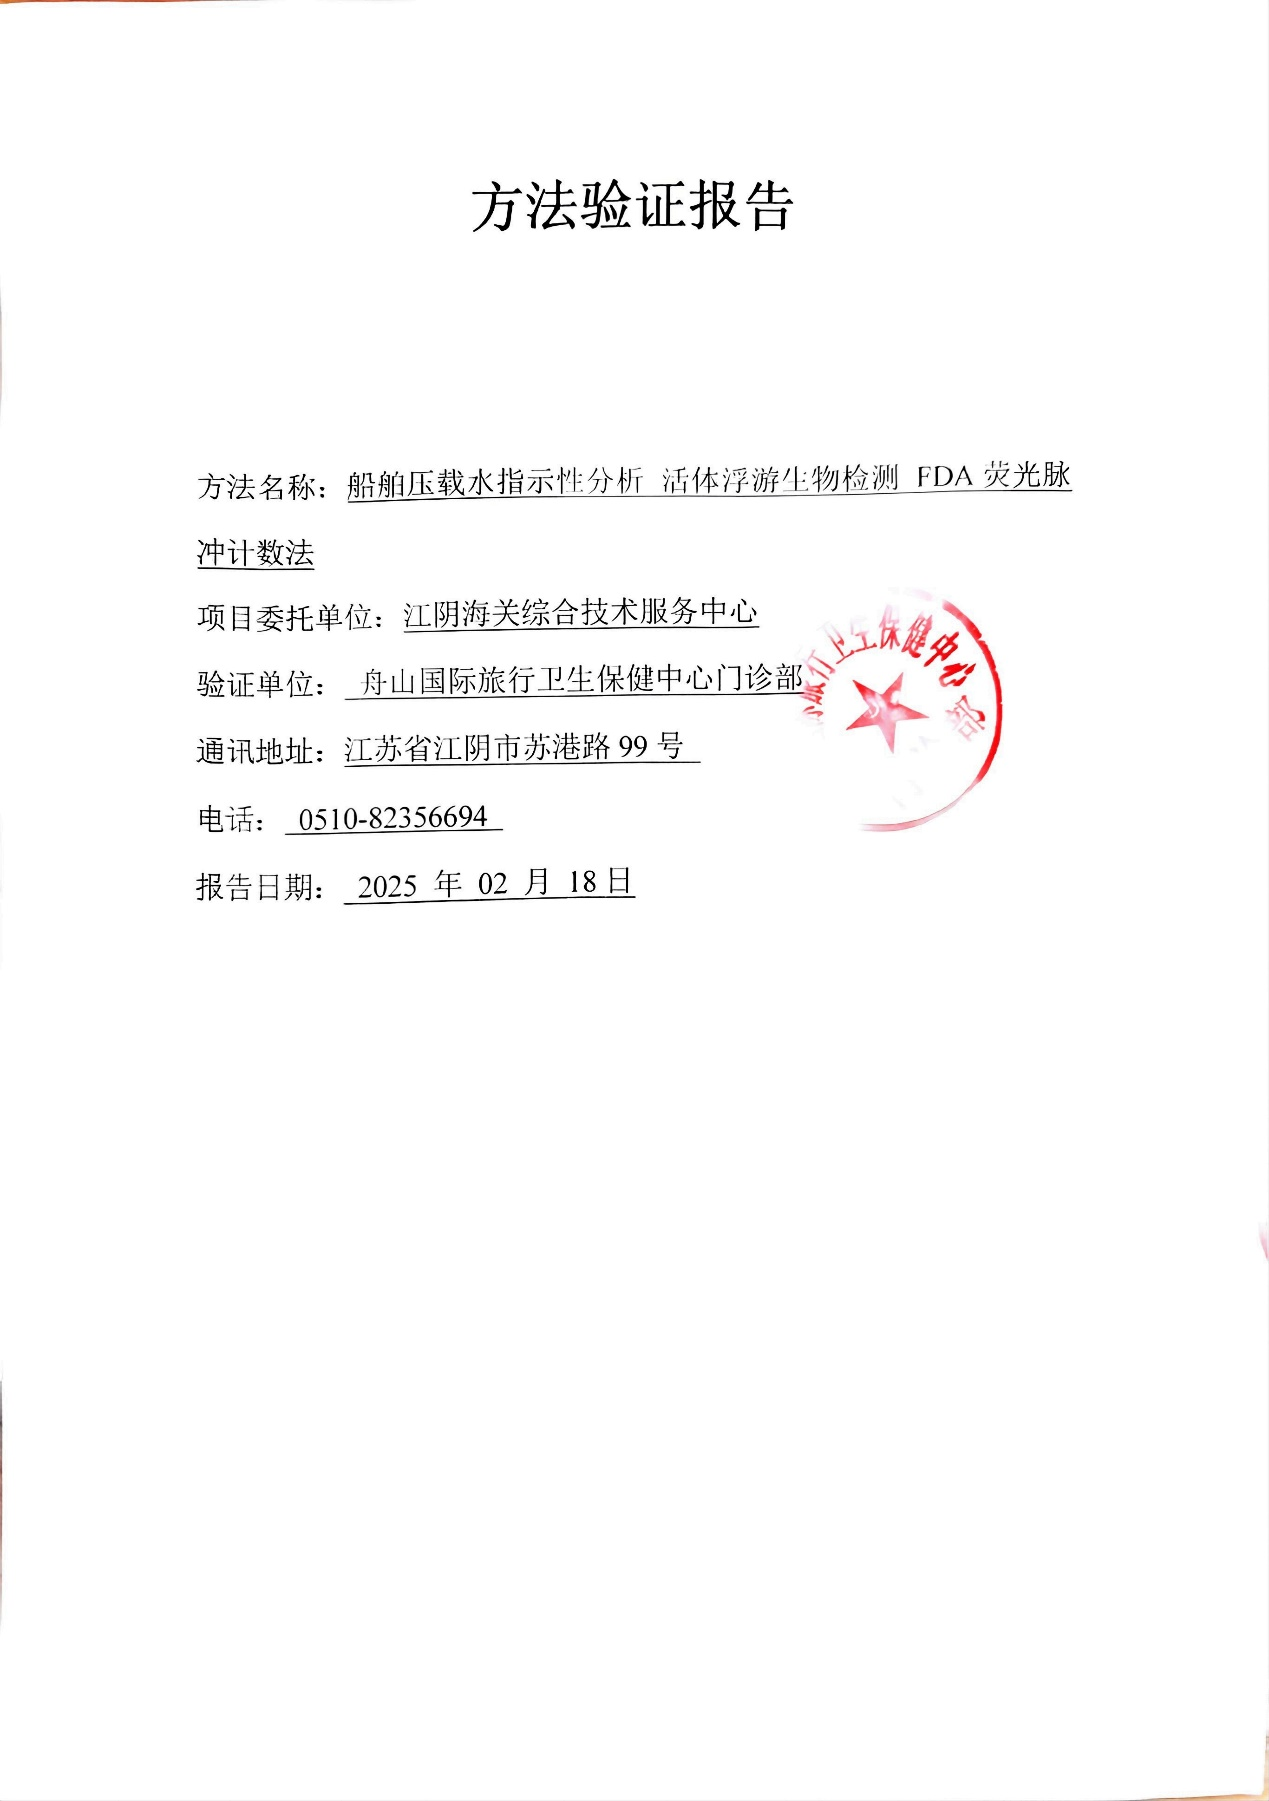 方法验证报告
方法名称：船舶压载水指示性分析 活体浮游生物检测 FDA 荧光脉
冲计数法
项目委托单位：江阴海关综合技术服务中心
验证单位： 舟山国际旅行卫生保健中心门诊部
旅行卫生保健中心
部
通讯地址：江苏省江阴市苏港路 99 号
电话： 0510-82356694
报告日期： 2025 年 02 月 18 日